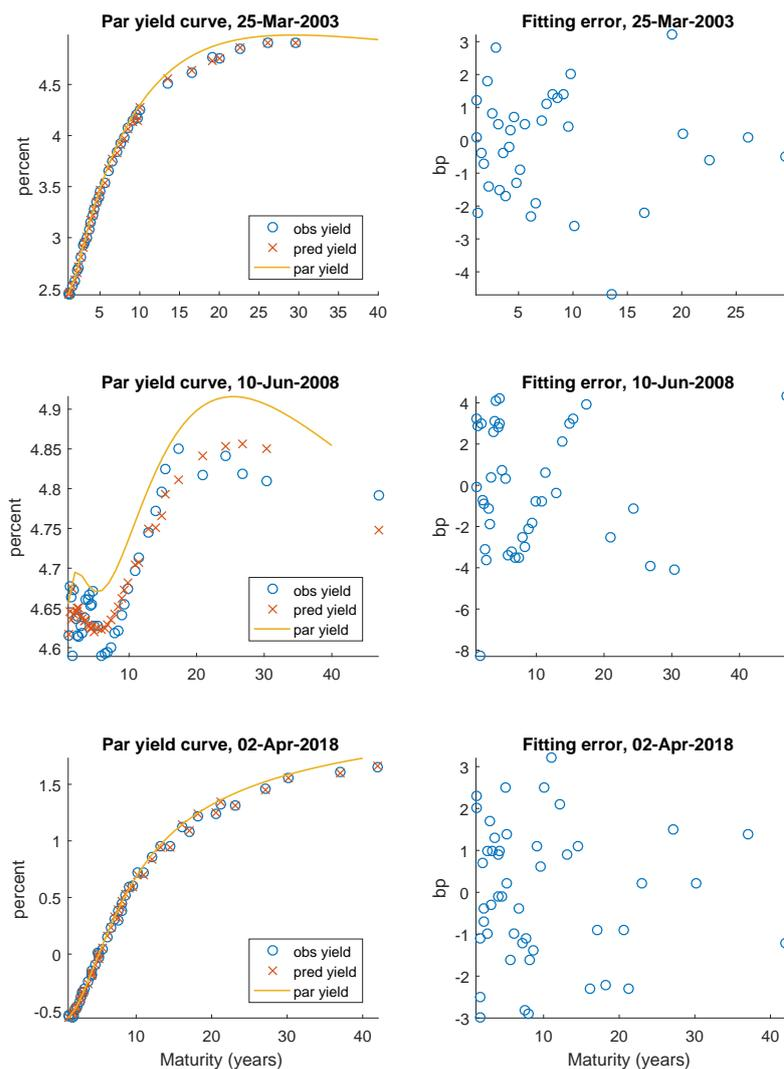 Par yield curve, 25-Mar-2003
percent
4.5
4
3.5
3
2.5
5 10 15 20 25 30 35 40
obs yield
pred yield
par yield
Fitting error, 25-Mar-2003
bp
3
2
1
0
-1
-2
-3
-4
5 10 15 20 25
Par yield curve, 10-Jun-2008
percent
4.9
4.85
4.8
4.75
4.7
4.65
4.6
10 20 30 40
obs yield
pred yield
par yield
Fitting error, 10-Jun-2008
bp
4
2
0
-2
-4
-6
-8
10 20 30 40
Par yield curve, 02-Apr-2018
percent
1.5
1
0.5
0
-0.5
10 20 30 40
obs yield
pred yield
par yield
Maturity (years)
Fitting error, 02-Apr-2018
bp
3
2
1
0
-1
-2
-3
10 20 30 40
Maturity (years)